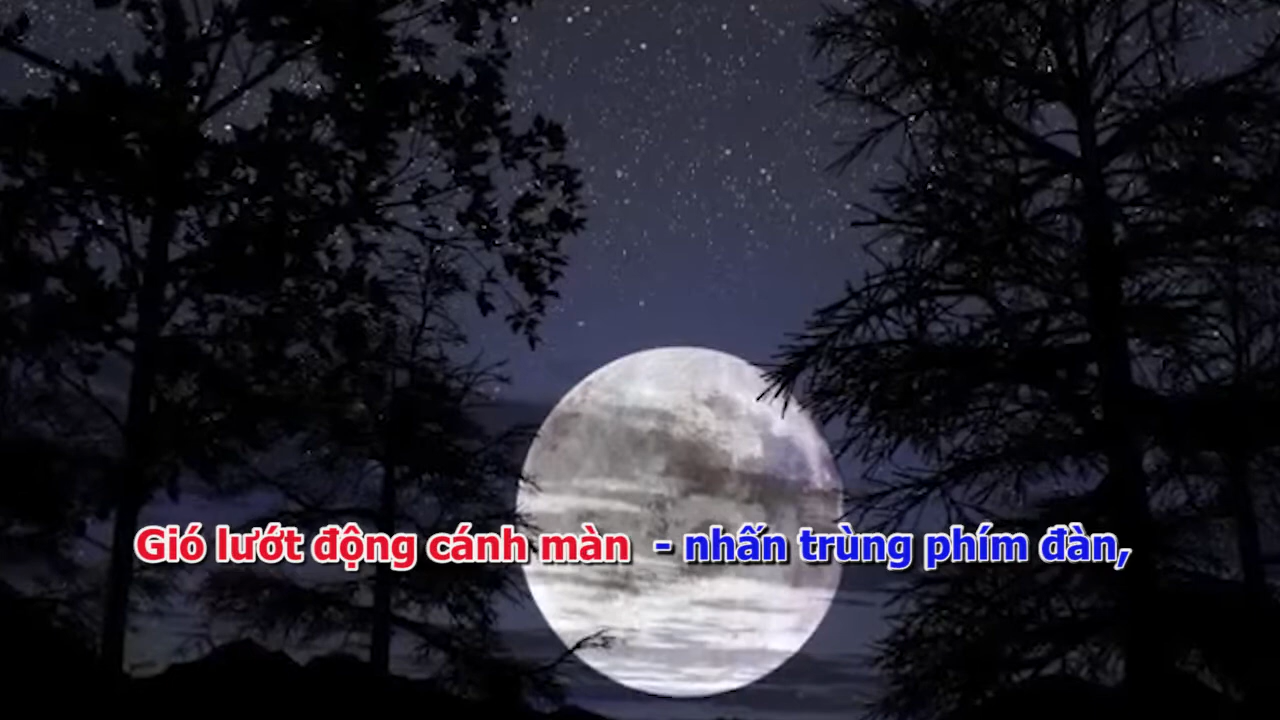 Gió lướt động cánh màn - nhấn trùng phím đàn,